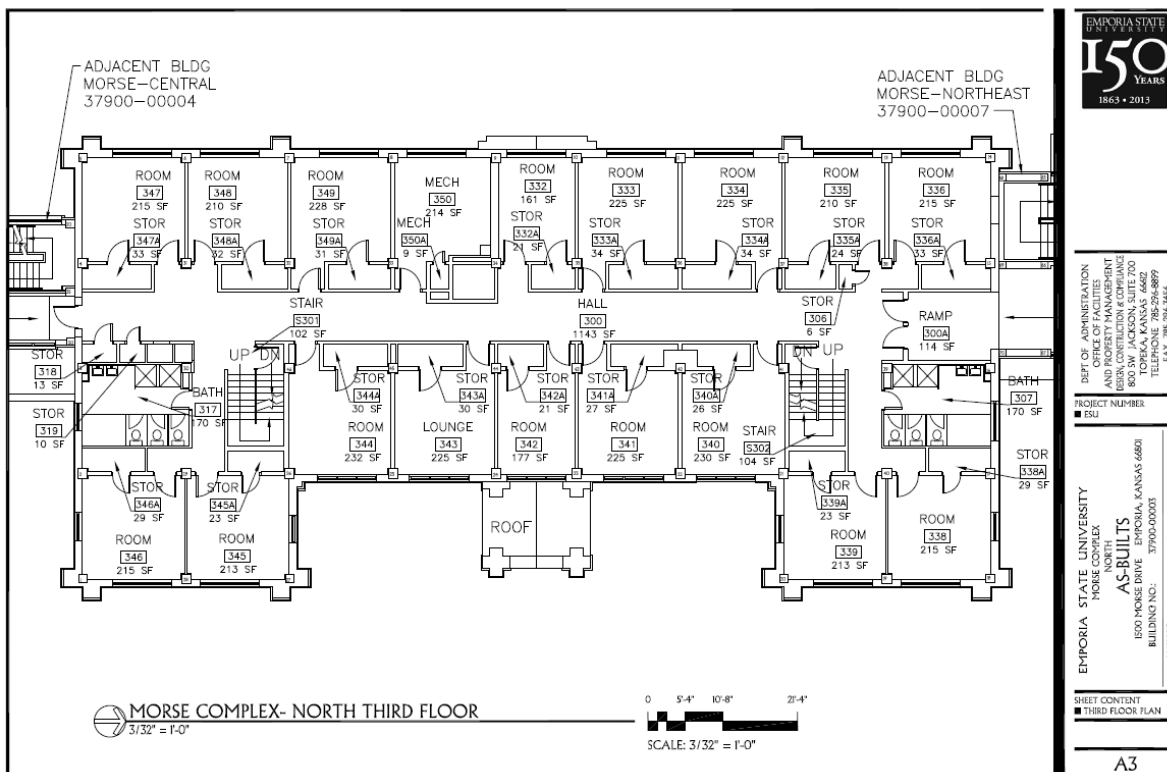 ADJACENT BLDG
MORSE-CENTRAL
37900-00004
ADJACENT BLDG
MORSE-NORTHEAST
37900-00007
ROOM
347
215 SF
ROOM
348
210 SF
ROOM
349
228 SF
MECH
350
214 SF
ROOM
332
161 SF
ROOM
333
225 SF
ROOM
334
225 SF
ROOM
335
210 SF
ROOM
336
215 SF
STOR
347A
33 SF
STOR
348A
32 SF
STOR
349A
31 SF
MECH
350A
9 SF
STOR
332A
21 SF
STOR
333A
34 SF
STOR
334A
34 SF
STOR
335A
24 SF
STOR
336A
33 SF
STAIR
S301
102 SF
HALL
300
1143 SF
STOR
306
6 SF
RAMP
300A
114 SF
UP DN
DN UP
STOR
318
13 SF
STOR
319
10 SF
BATH
317
170 SF
STOR
344A
30 SF
STOR
343A
30 SF
STOR
342A
21 SF
STOR
341A
27 SF
STOR
340A
26 SF
BATH
307
170 SF
ROOM
344
232 SF
LOUNGE
343
225 SF
ROOM
342
177 SF
ROOM
341
225 SF
ROOM
340
230 SF
STAIR
S302
104 SF
STOR
338A
29 SF
STOR
346A
29 SF
STOR
345A
23 SF
STOR
339A
23 SF
ROOM
346
215 SF
ROOM
345
213 SF
ROOF
ROOM
339
213 SF
ROOM
338
215 SF
MORSE COMPLEX- NORTH THIRD FLOOR
3/32" = 1'-0"
0 5'-4" 10'-8" 21'-4"
SCALE: 3/32" = 1'-0"
EMPORIA STATE
UNIVERSITY
150
YEARS
1863 • 2013
DEPT OF ADMINISTRATION
OFFICE OF FACILITIES
AND PROPERTY MANAGEMENT
DESIGN, CONSTRUCTION & COMPLIANCE
800 SW JACKSON, SUITE 700
TOPEKA, KANSAS 66612
TELEPHONE 785-296-8899
PROJECT NUMBER
ESU
EMPORIA STATE UNIVERSITY
MORSE COMPLEX
NORTH
AS-BUILTS
1500 MORSE DRIVE EMPORIA, KANSAS 66801
BUILDING NO.: 37900-00003
SHEET CONTENT
THIRD FLOOR PLAN
A3